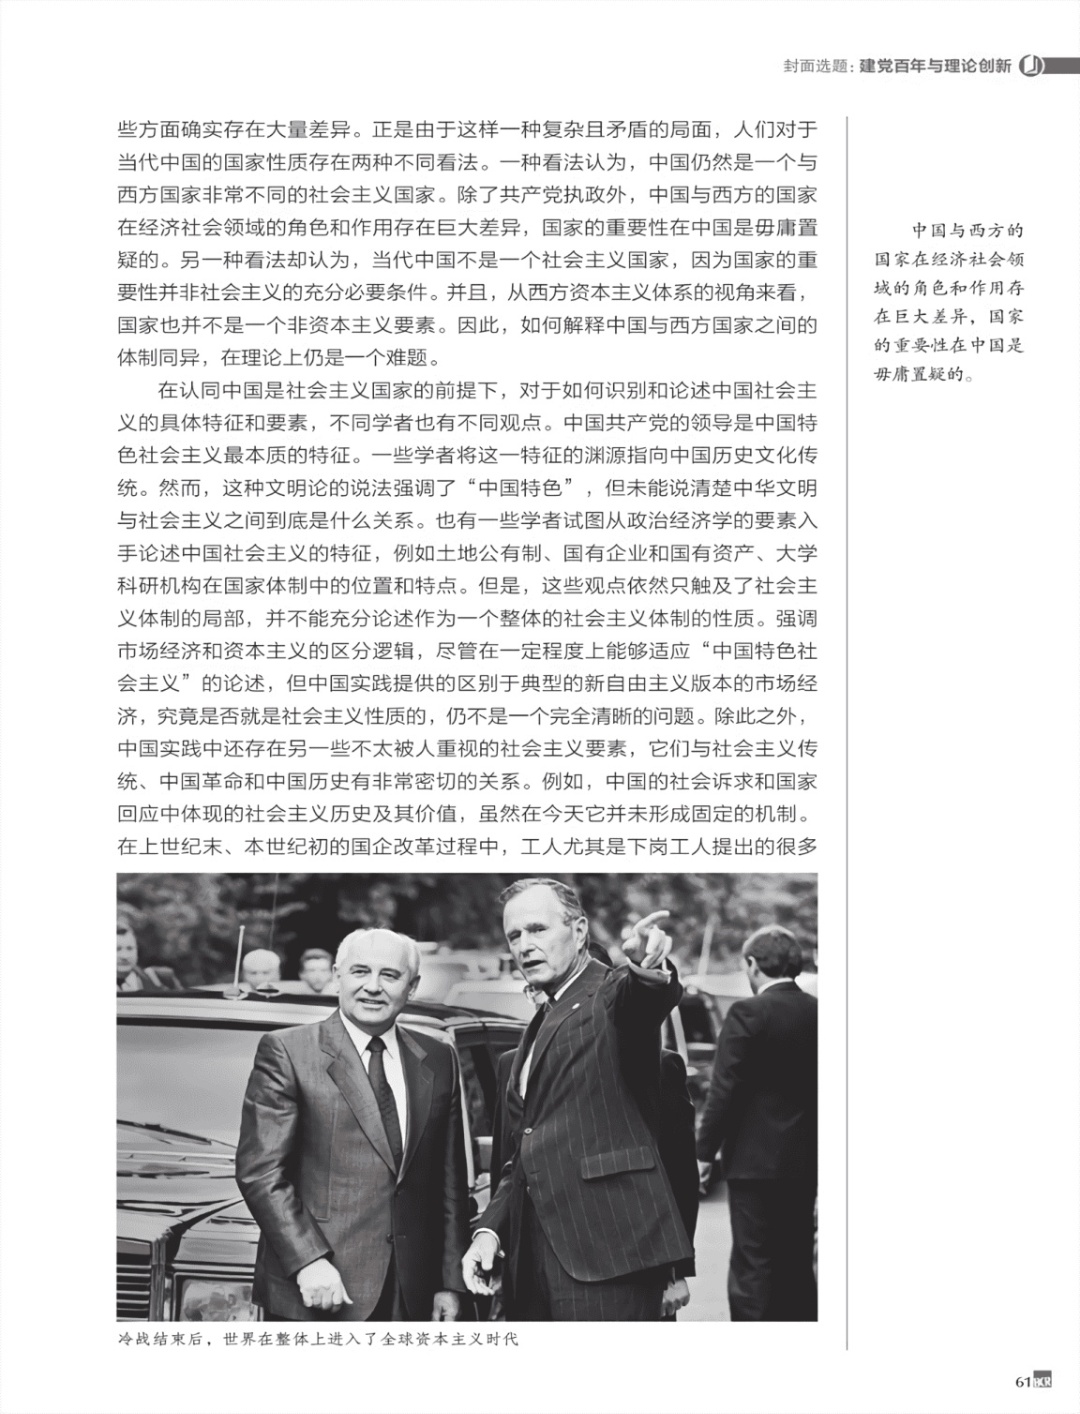 封面选题：建党百年与理论创新
些方面确实存在大量差异。正是由于这样一种复杂且矛盾的局面，人们对于
当代中国的国家性质存在两种不同看法。一种看法认为，中国仍然是一个与
西方国家非常不同的社会主义国家。除了共产党执政外，中国与西方的国家
在经济社会领域的角色和作用存在巨大差异，国家的重要性在中国是毋庸置
疑的。另一种看法却认为，当代中国不是一个社会主义国家，因为国家的重
要性并非社会主义的充分必要条件。并且，从西方资本主义体系的视角来看，
国家也并不是一个非资本主义要素。因此，如何解释中国与西方国家之间的
体制同异，在理论上仍是一个难题。
在认同中国是社会主义国家的前提下，对于如何识别和论述中国社会主
义的具体特征和要素，不同学者也有不同观点。中国共产党的领导是中国特
色社会主义最本质的特征。一些学者将这一特征的渊源指向中国历史文化传
统。然而，这种文明论的说法强调了“中国特色”，但未能说清楚中华文明
与社会主义之间到底是什么关系。也有一些学者试图从政治经济学的要素入
手论述中国社会主义的特征，例如土地公有制、国有企业和国有资产、大学
科研机构在国家体制中的位置和特点。但是，这些观点依然只触及了社会主
义体制的局部，并不能充分论述作为一个整体的社会主义体制的性质。强调
市场经济和资本主义的区分逻辑，尽管在一定程度上能够适应“中国特色社
会主义”的论述，但中国实践提供的区别于典型的新自由主义版本的市场经
济，究竟是否就是社会主义性质的，仍不是一个完全清晰的问题。除此之外，
中国实践中还存在另一些不太被人重视的社会主义要素，它们与社会主义传
统、中国革命和中国历史有非常密切的关系。例如，中国的社会诉求和国家
回应中体现的社会主义历史及其价值，虽然在今天它并未形成固定的机制。
在上世纪末、本世纪初的国企改革过程中，工人尤其是下岗工人提出的很多
中国与西方的
国家在经济社会领
域的角色和作用存
在巨大差异，国家
的重要性在中国是
毋庸置疑的。
冷战结束后，世界在整体上进入了全球资本主义时代
61 BCR